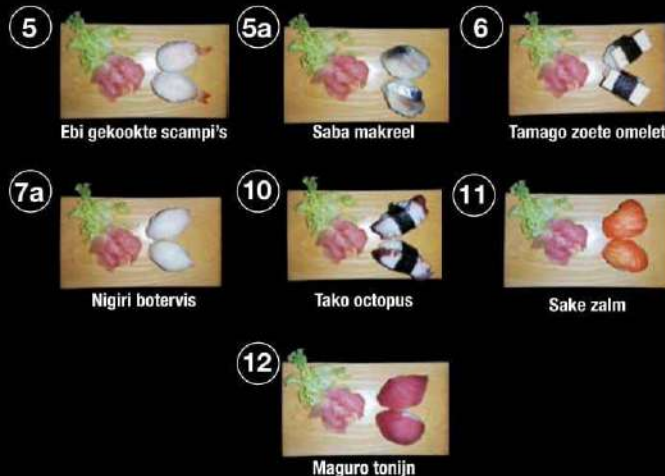 5
5a
6
Ebi gekookte scampi's
Saba makreel
Tamago zoete omelet
7a
10
11
Nigiri botervis
Tako octopus
Sake zalm
12
Maguro tonijn